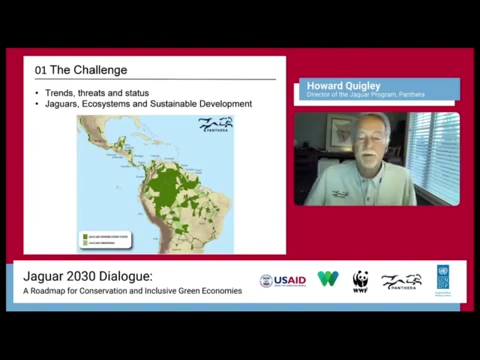 01 The Challenge
• Trends, threats and status
• Jaguars, Ecosystems and Sustainable Development
PANTHERA
Howard Quigley
Director of the Jaguar Program, Panthera
Jaguar 2030 Dialogue:
A Roadmap for Conservation and Inclusive Green Economies
USAID
WWF
PANTHERA